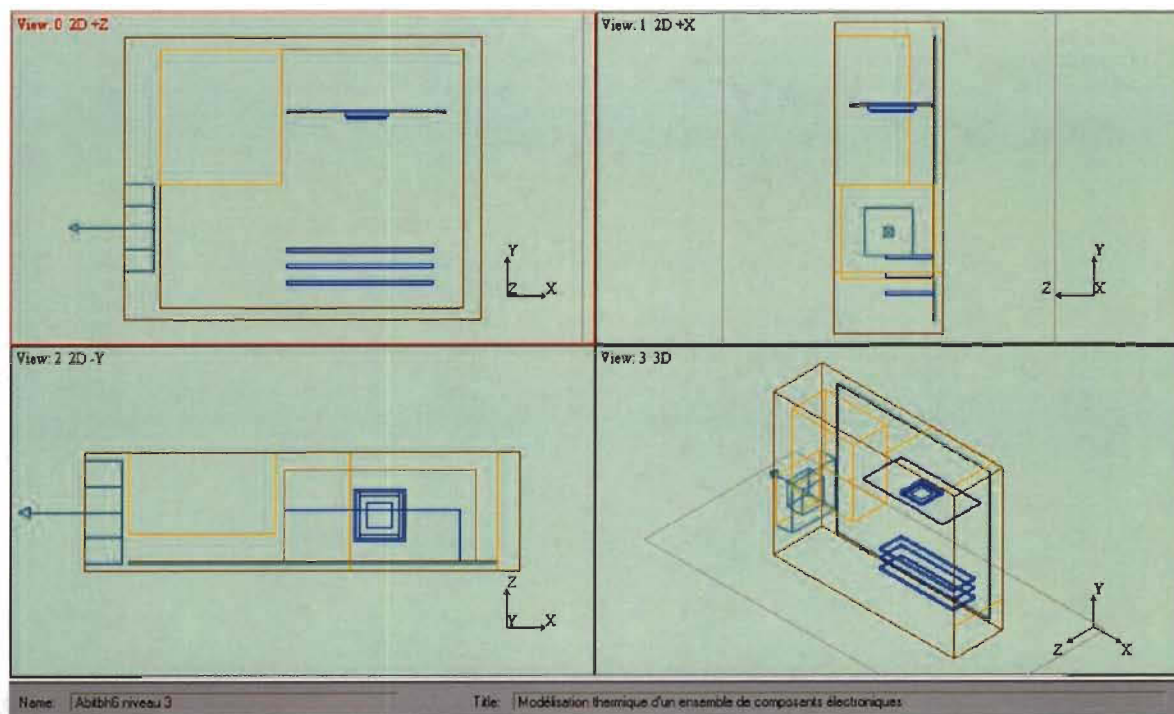 View: 0 2D +Z
View: 1 2D +X
Y
Z X
Y
Z X
View: 2 2D -Y
View: 3 3D
Z
Y X
Y
Z X
Name: Abitbh6 niveau 3 Title: Modélisation thermique d'un ensemble de composants électroniques